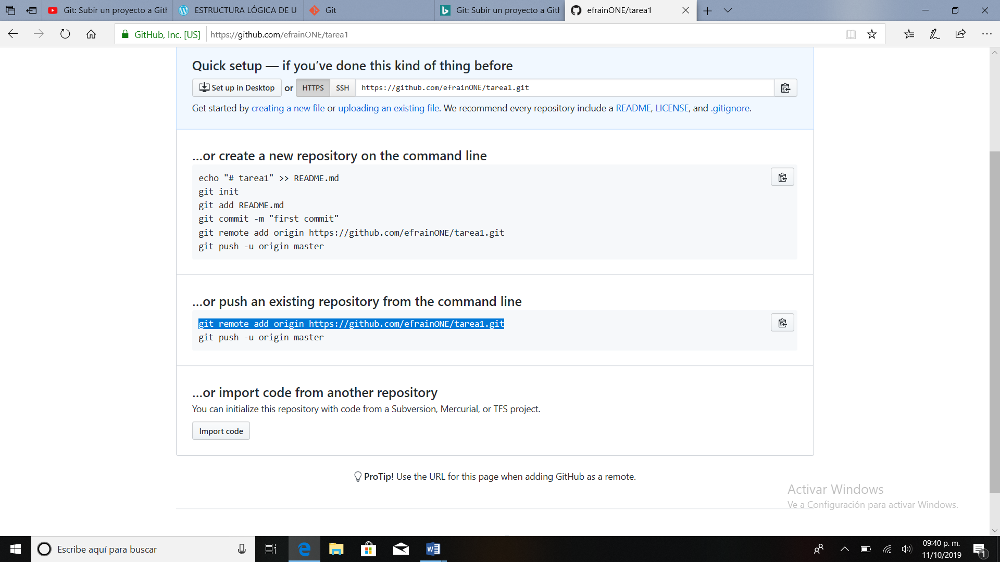 Git: Subir un proyecto a Gitl
ESTRUCTURA LÓGICA DE U
Git
Git: Subir un proyecto a Gitl
efrainONE/tarea1
GitHub, Inc. [US]
https://github.com/efrainONE/tarea1
Quick setup — if you’ve done this kind of thing before
Set up in Desktop or HTTPS SSH https://github.com/efrainONE/tarea1.git
Get started by creating a new file or uploading an existing file. We recommend every repository include a README, LICENSE, and .gitignore.
…or create a new repository on the command line
echo "# tarea1" >> README.md
git init
git add README.md
git commit -m "first commit"
git remote add origin https://github.com/efrainONE/tarea1.git
git push -u origin master
…or push an existing repository from the command line
git remote add origin https://github.com/efrainONE/tarea1.git
git push -u origin master
…or import code from another repository
You can initialize this repository with code from a Subversion, Mercurial, or TFS project.
Import code
ProTip! Use the URL for this page when adding GitHub as a remote.
Activar Windows
Ve a Configuración para activar Windows.
Escribe aquí para buscar
09:40 p. m.
11/10/2019
1